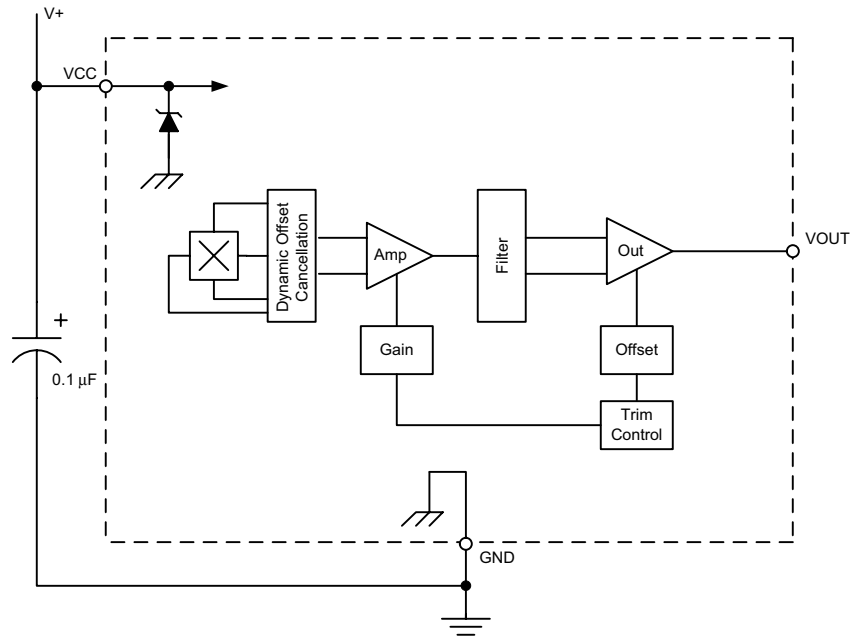 V+
VCC
Dynamic Offset
Cancellation
Amp
Filter
Out
VOUT
+
0.1 µF
Gain
Offset
Trim
Control
GND